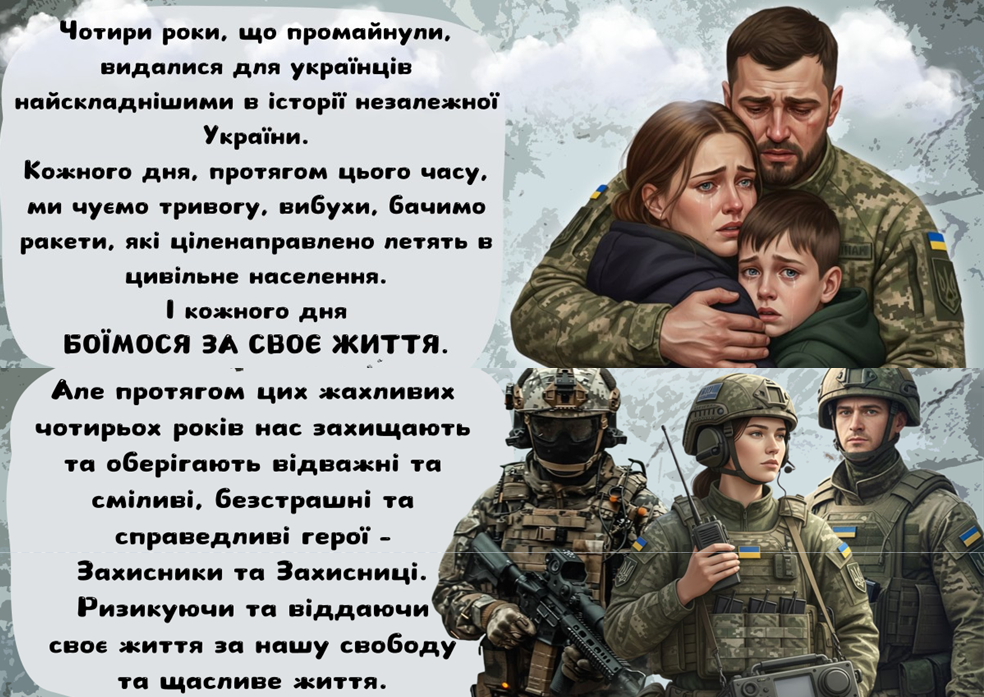 Чотири роки, що промайнули,
видалися для українців
найскладнішими в історії незалежної
України.
Кожного дня, протягом цього часу,
ми чуємо тривогу, вибухи, бачимо
ракети, які ціленаправлено летять в
цивільне населення.
І кожного дня
БОЇМОСЯ ЗА СВОЄ ЖИТТЯ.
Але протягом цих жахливих
чотирьох років нас захищають
та оберігають відважні та
сміливі, безстрашні та
справедливі герої -
Захисники та Захисниці.
Ризикуючи та віддаючи
своє життя за нашу свободу
та щасливе життя.